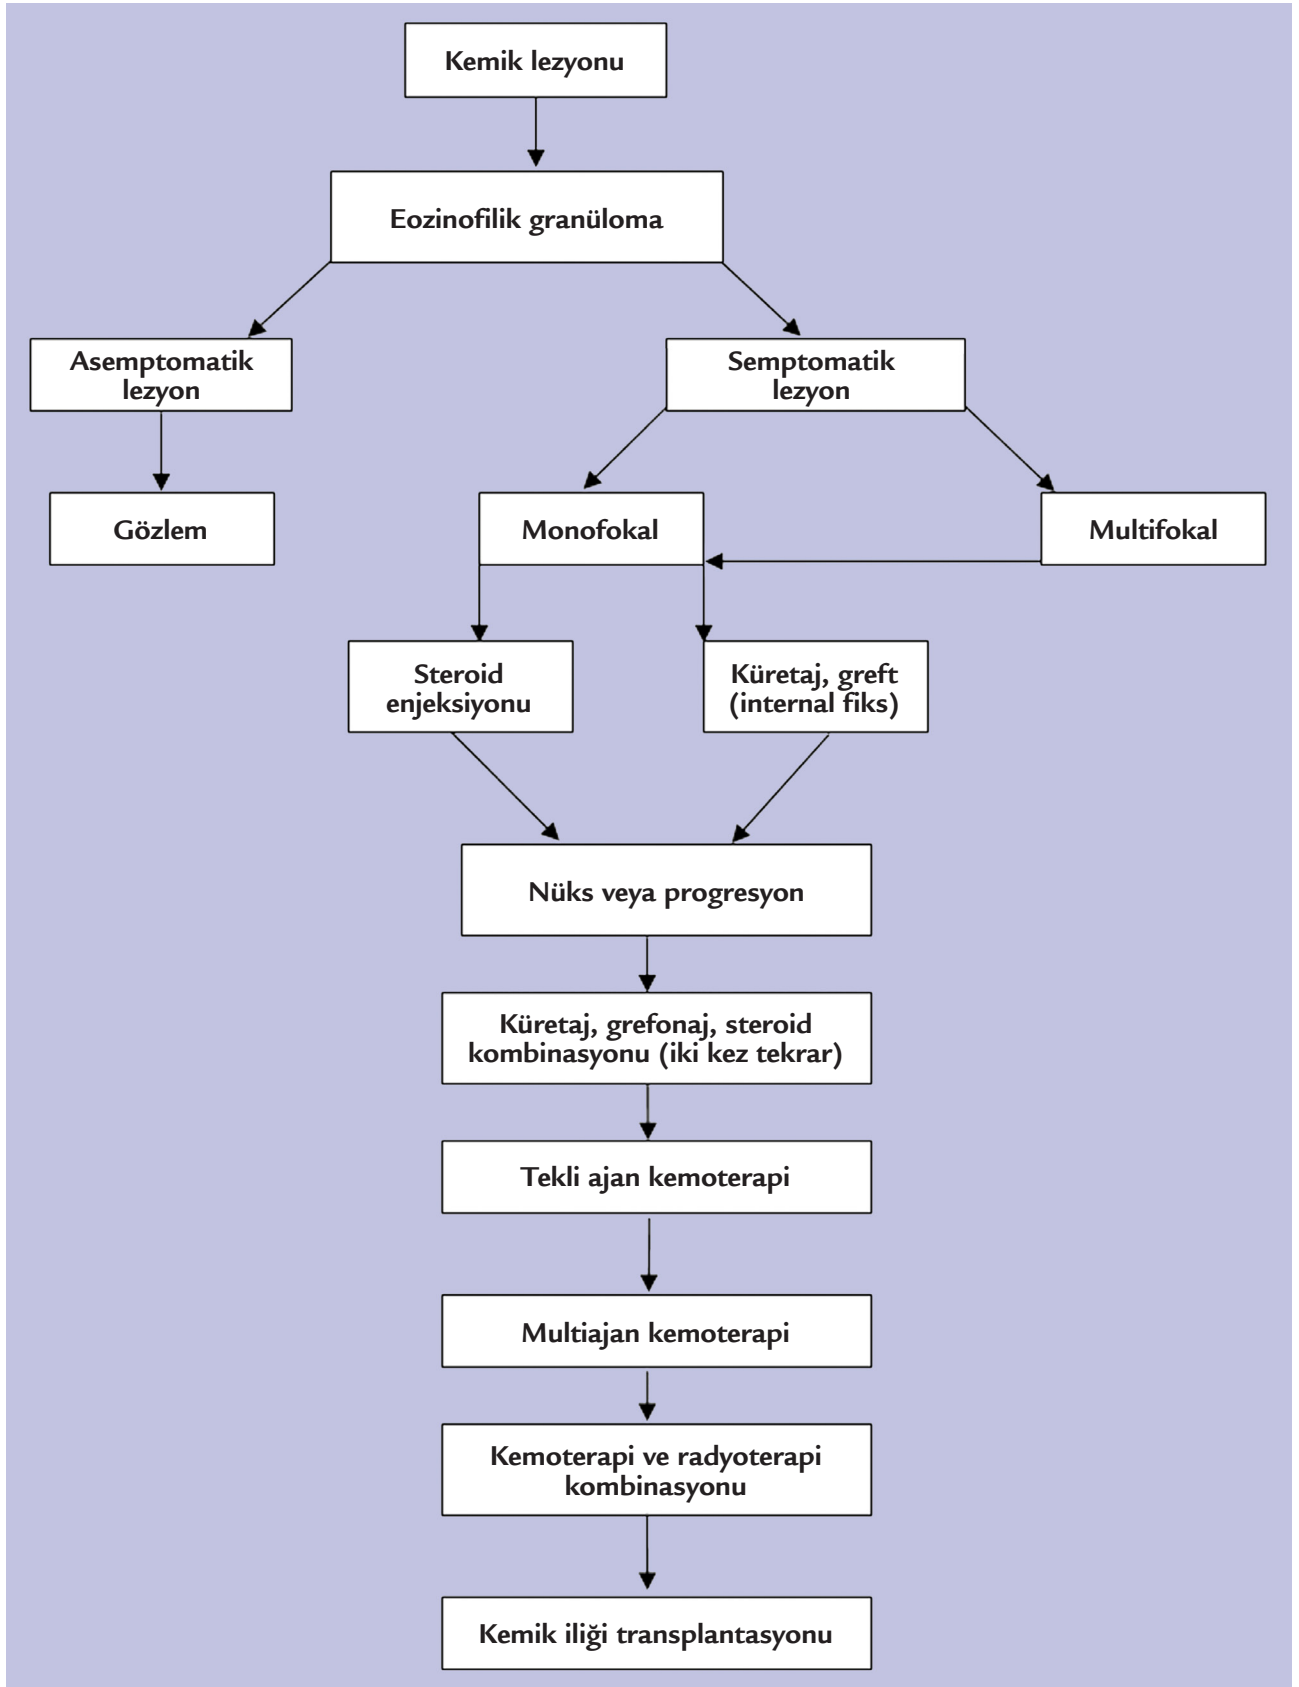 Kemik lezyonu
Eozinofilik granüloma
Asemptomatik
lezyon
Semptomatik
lezyon
Gözlem
Monofokal
Multifokal
Steroid
enjeksiyonu
Küretaj, greft
(internal fiks)
Nüks veya progresyon
Küretaj, grefonaj, steroid
kombinasyonu (iki kez tekrar)
Tekli ajan kemoterapi
Multiajan kemoterapi
Kemoterapi ve radyoterapi
kombinasyonu
Kemik iliği transplantasyonu